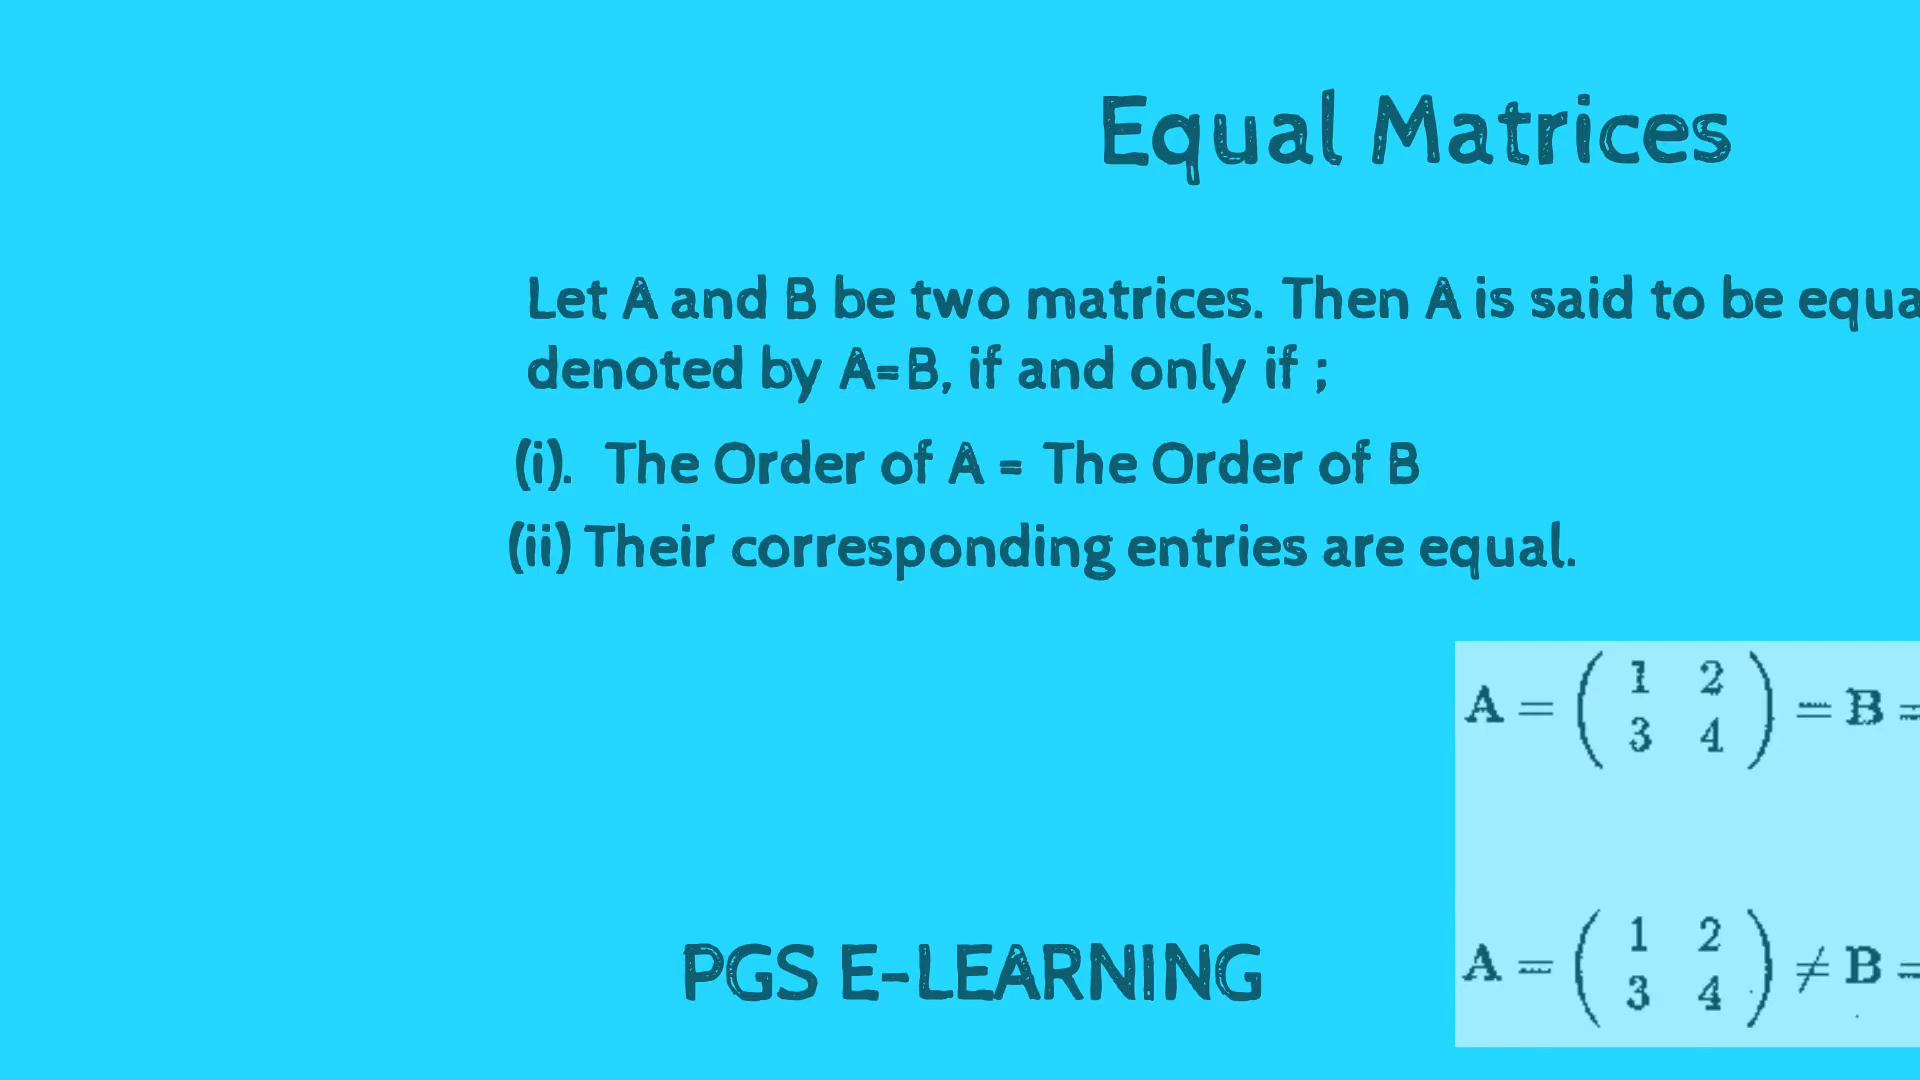 Equal Matrices
Let A and B be two matrices. Then A is said to be
denoted by A=B, if and only if ;
(i). The Order of A = The Order of B
(ii) Their corresponding entries are equal.
A = ( 1 2
3 4 ) = B =
A = ( 1 2
3 4 ) ≠ B =
PGS E-LEARNING